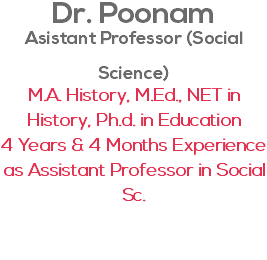 Dr. Poonam
Asistant Professor (Social
Science)
M.A. History, M.Ed., NET in
History, Ph.d. in Education
4 Years & 4 Months Experience
as Assistant Professor in Social
Sc.